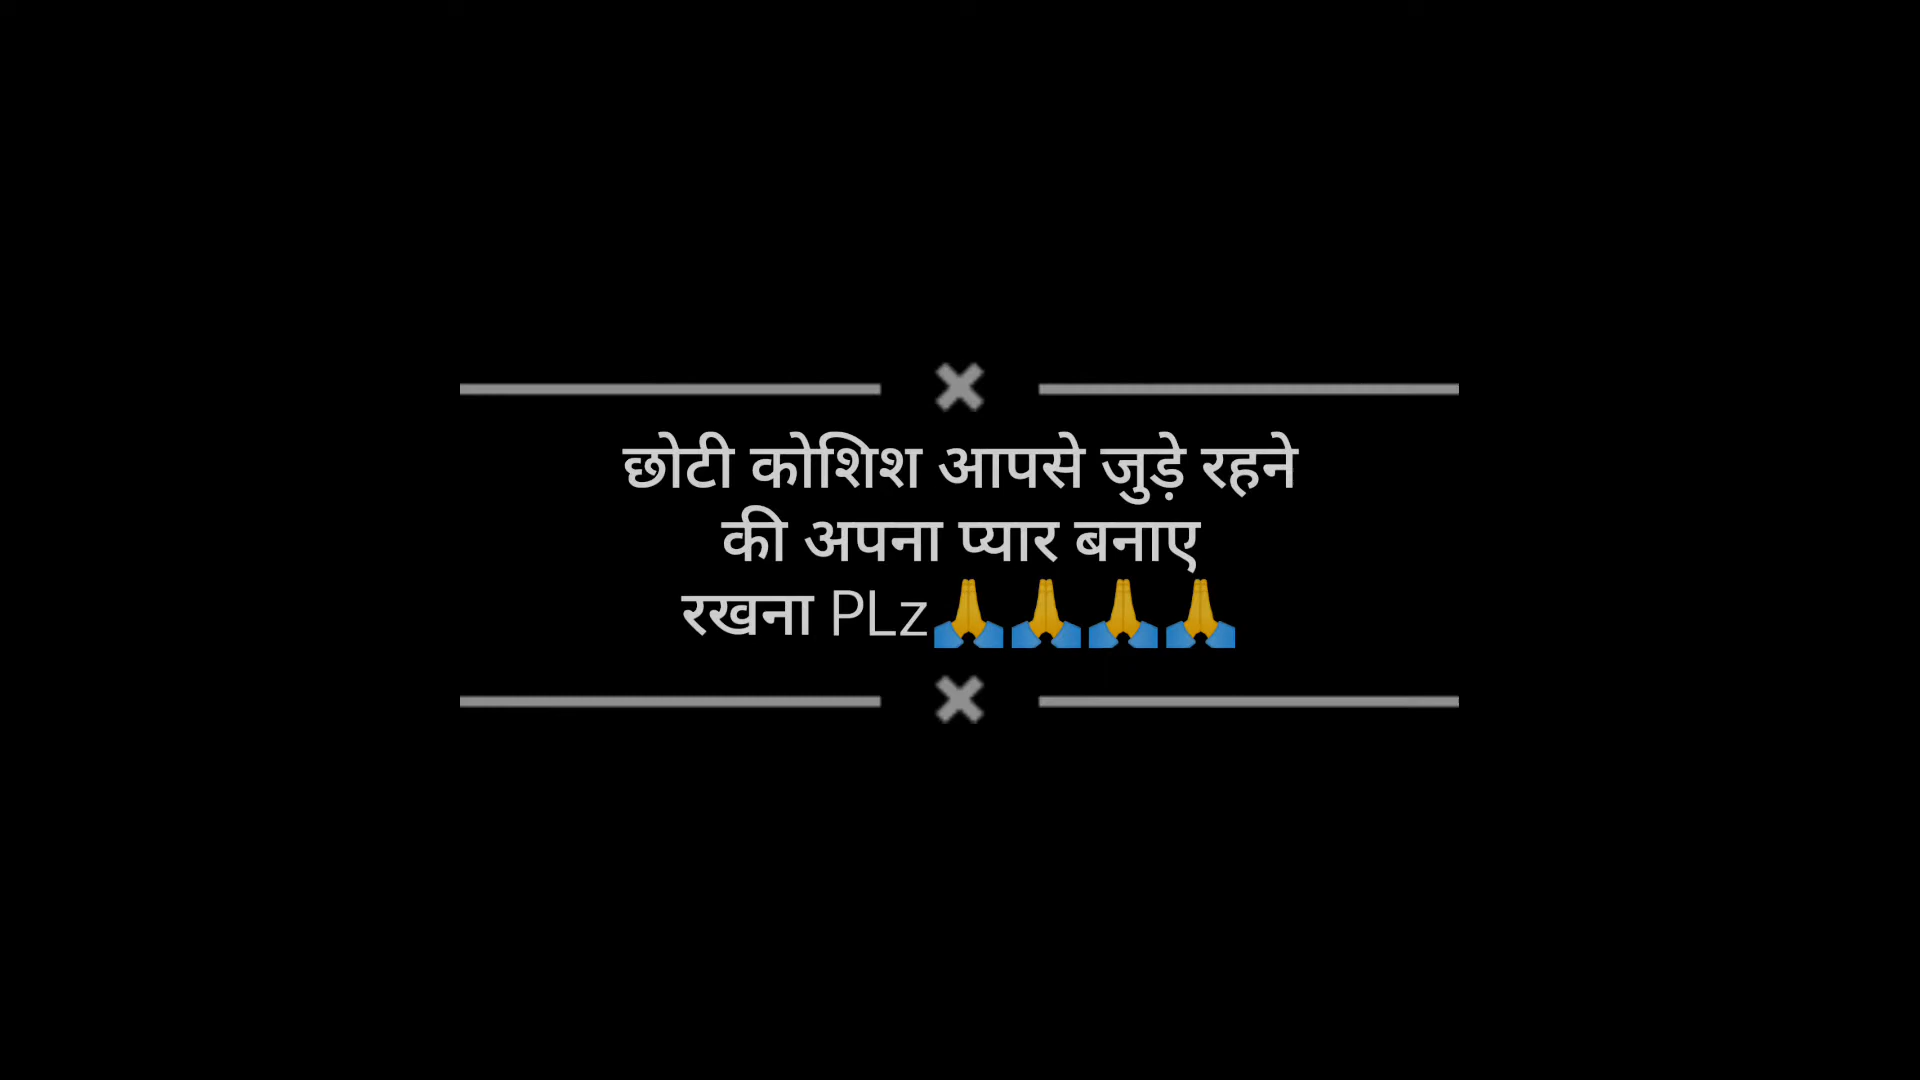 छोटी कोशिश आपसे जुड़े रहने
की अपना प्यार बनाए
रखना PLz🙏🙏🙏🙏